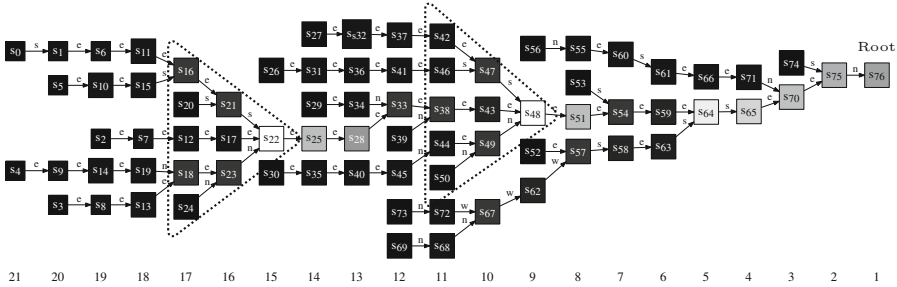 Root
s27 e ss32 e s37 e s42 e
s0 s s1 e s6 e s11 e
s56 n s55 e s60 e
s74 s
s16 e
s26 e s31 e s36 e s41 e s46 s s47 s
s61 e s66 e s71 n
s75 n s76
s5 e s10 e s15 s
s53 s
s70 e
s20 s s21 s
s29 e s34 n s33 e s38 e s43 e s48 e s51 e s54 e s59 e s64 s s65 e
s2 e s7 e s12 e s17 e s22 e s25 e s28 e
s39 n
s44 e s49 n
s52 e s57 s s58 e s63 s
s4 e s9 e s14 e s19 n s18 e s23 n
s30 e s35 e s40 e s45 n
s50 n
s62 w
s3 e s8 e s13 e
s24 n
s73 n s72 w s67 w
s69 n s68 n
21 20 19 18 17 16 15 14 13 12 11 10 9 8 7 6 5 4 3 2 1